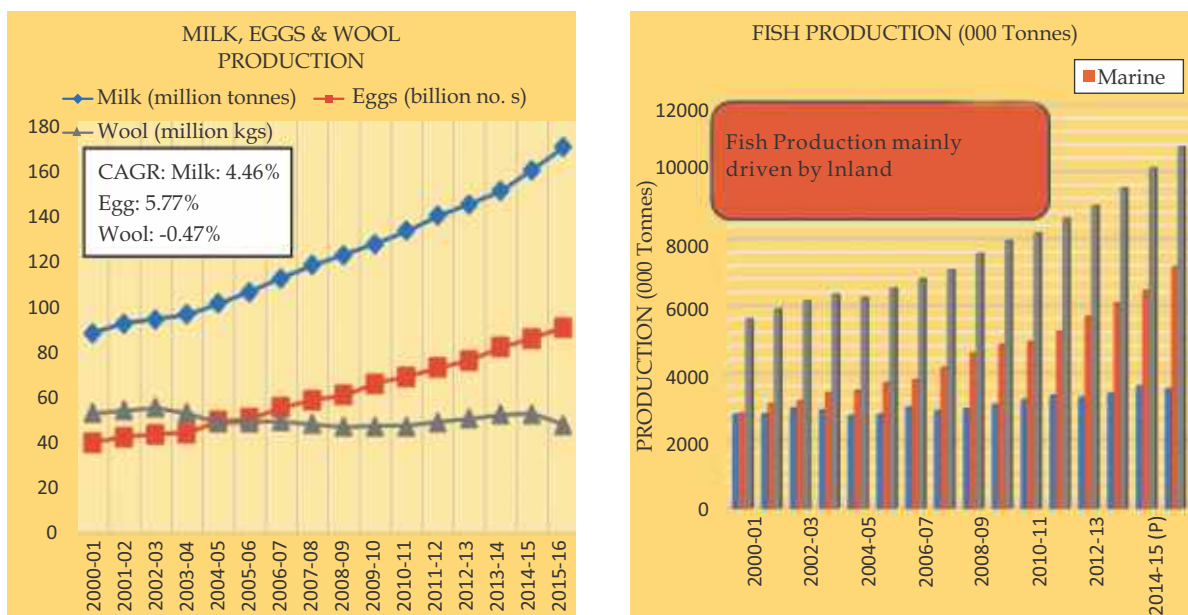 MILK, EGGS & WOOL
PRODUCTION
Milk (million tonnes)
Eggs (billion no. s)
Wool (million kgs)
CAGR: Milk: 4.46%
Egg: 5.77%
Wool: -0.47%
180
160
140
120
100
80
60
40
20
0
2000-01
2001-02
2002-03
2003-04
2004-05
2005-06
2006-07
2007-08
2008-09
2009-10
2010-11
2011-12
2012-13
2013-14
2014-15
2015-16
FISH PRODUCTION (000 Tonnes)
Marine
Fish Production mainly
driven by Inland
PRODUCTION (000 Tonnes)
12000
10000
8000
6000
4000
2000
0
2000-01
2002-03
2004-05
2006-07
2008-09
2010-11
2012-13
2014-15 (P)